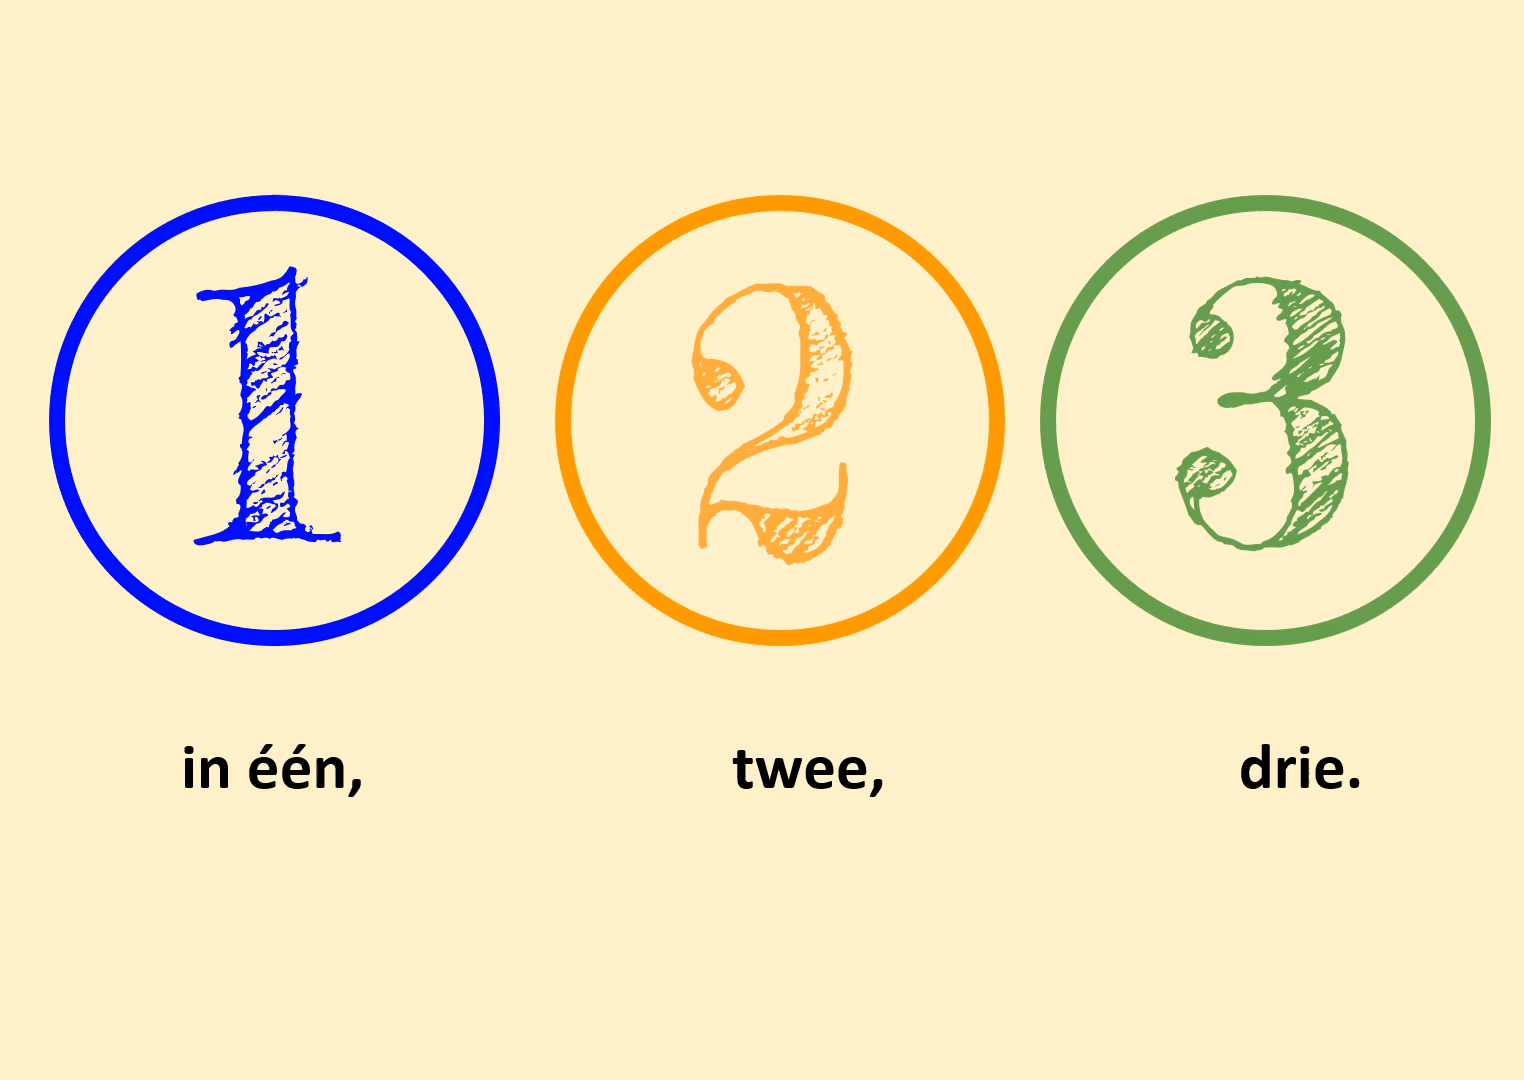 1 2 3
in één, twee, drie.